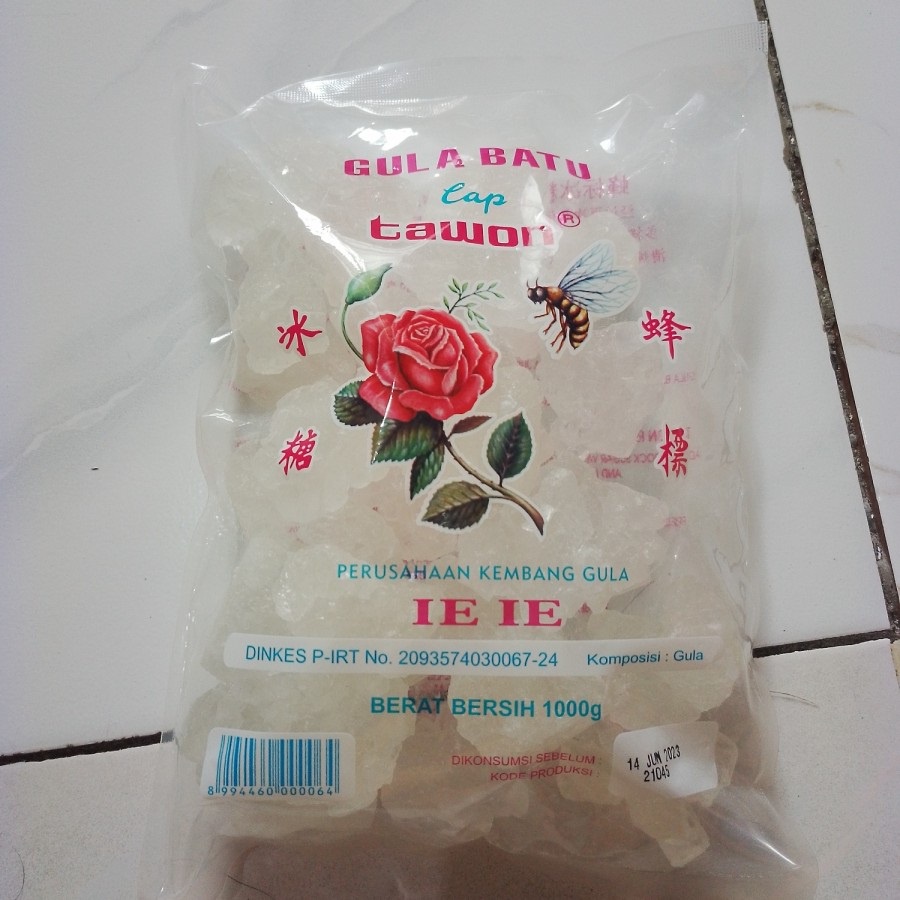 GULA BATU
Cap
tawon®
冰糖
蜂標
PERUSAHAAN KEMBANG GULA
IE IE
DINKES P-IRT No. 2093574030067-24 Komposisi : Gula
BERAT BERSIH 1000g
8994460000064
DIKONSUMSI SEBELUM : 14 JUN 2023
KODE PRODUKSI : 21045